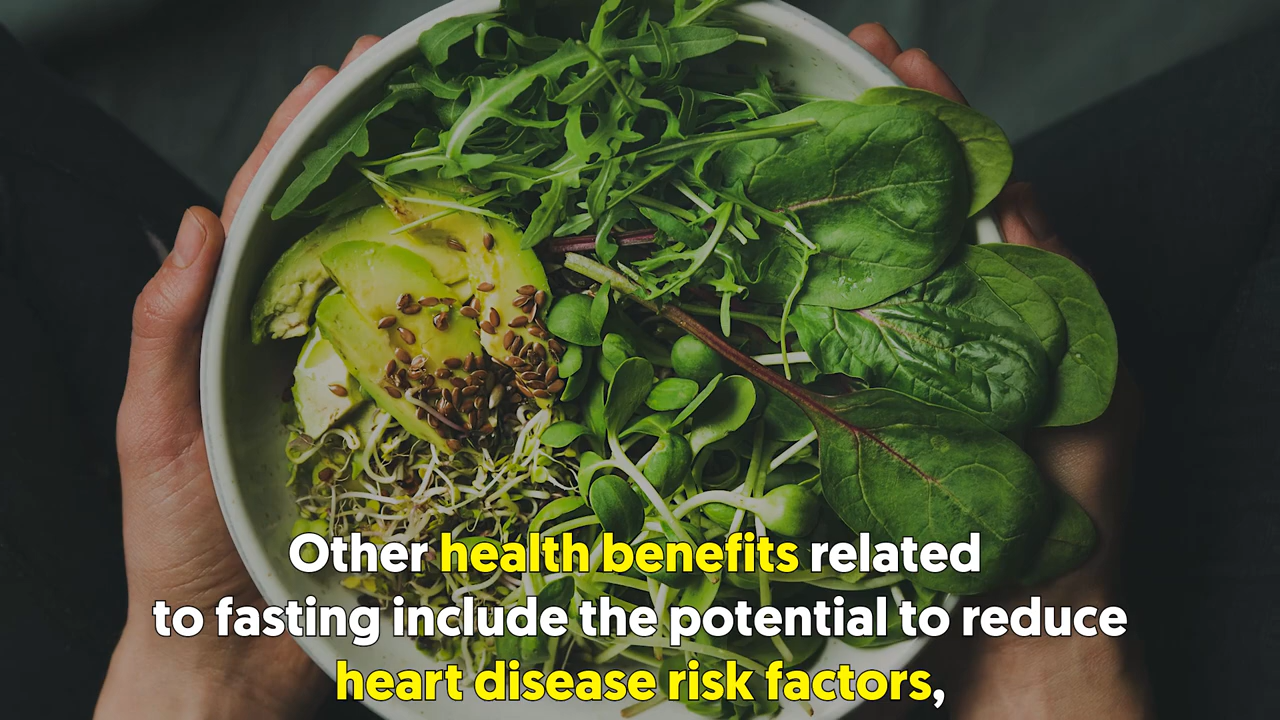 Other health benefits related
to fasting include the potential to reduce
heart disease risk factors,